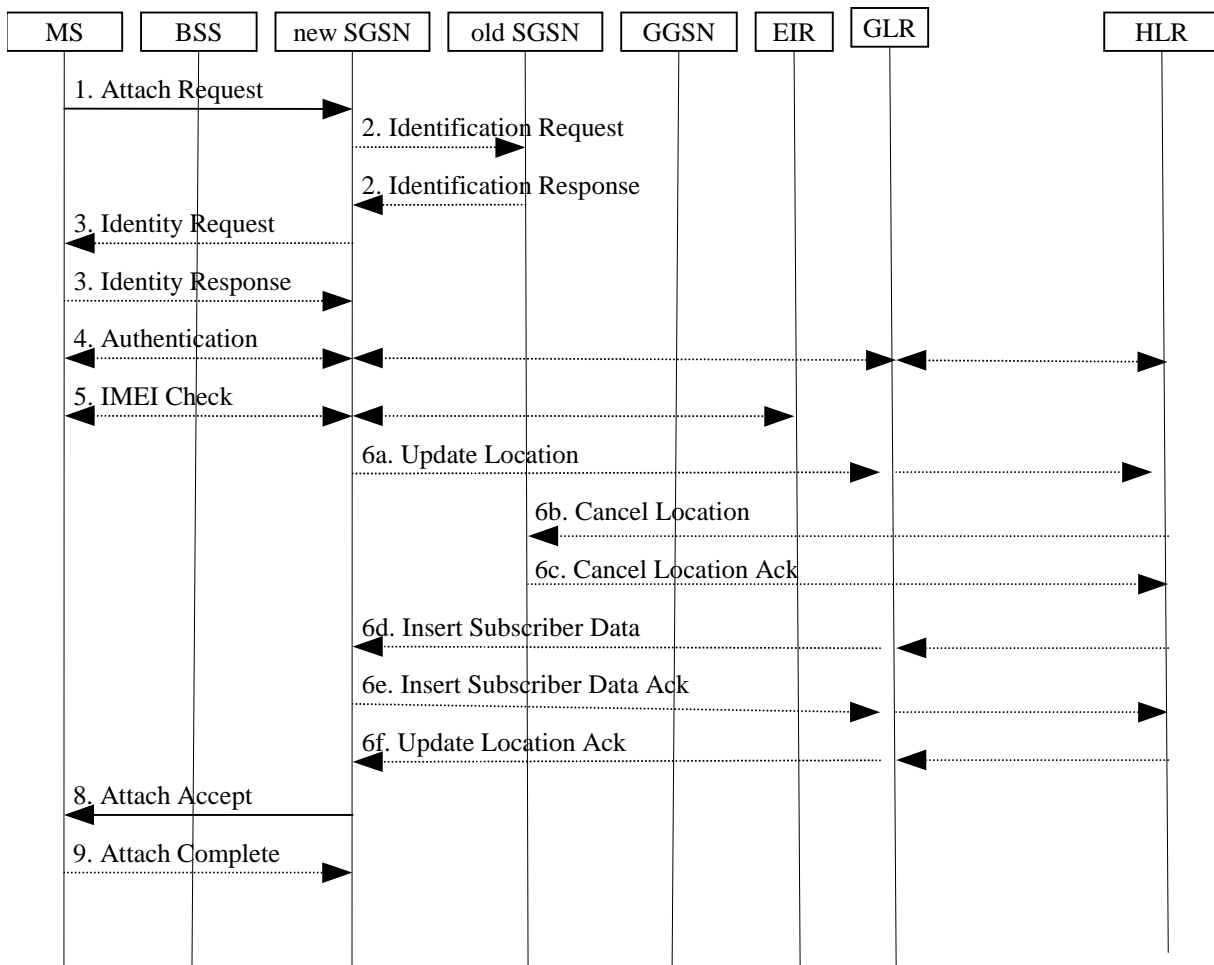 MS BSS new SGSN old SGSN GGSN EIR GLR HLR
1. Attach Request
2. Identification Request
2. Identification Response
3. Identity Request
3. Identity Response
4. Authentication
5. IMEI Check
6a. Update Location
6b. Cancel Location
6c. Cancel Location Ack
6d. Insert Subscriber Data
6e. Insert Subscriber Data Ack
6f. Update Location Ack
8. Attach Accept
9. Attach Complete